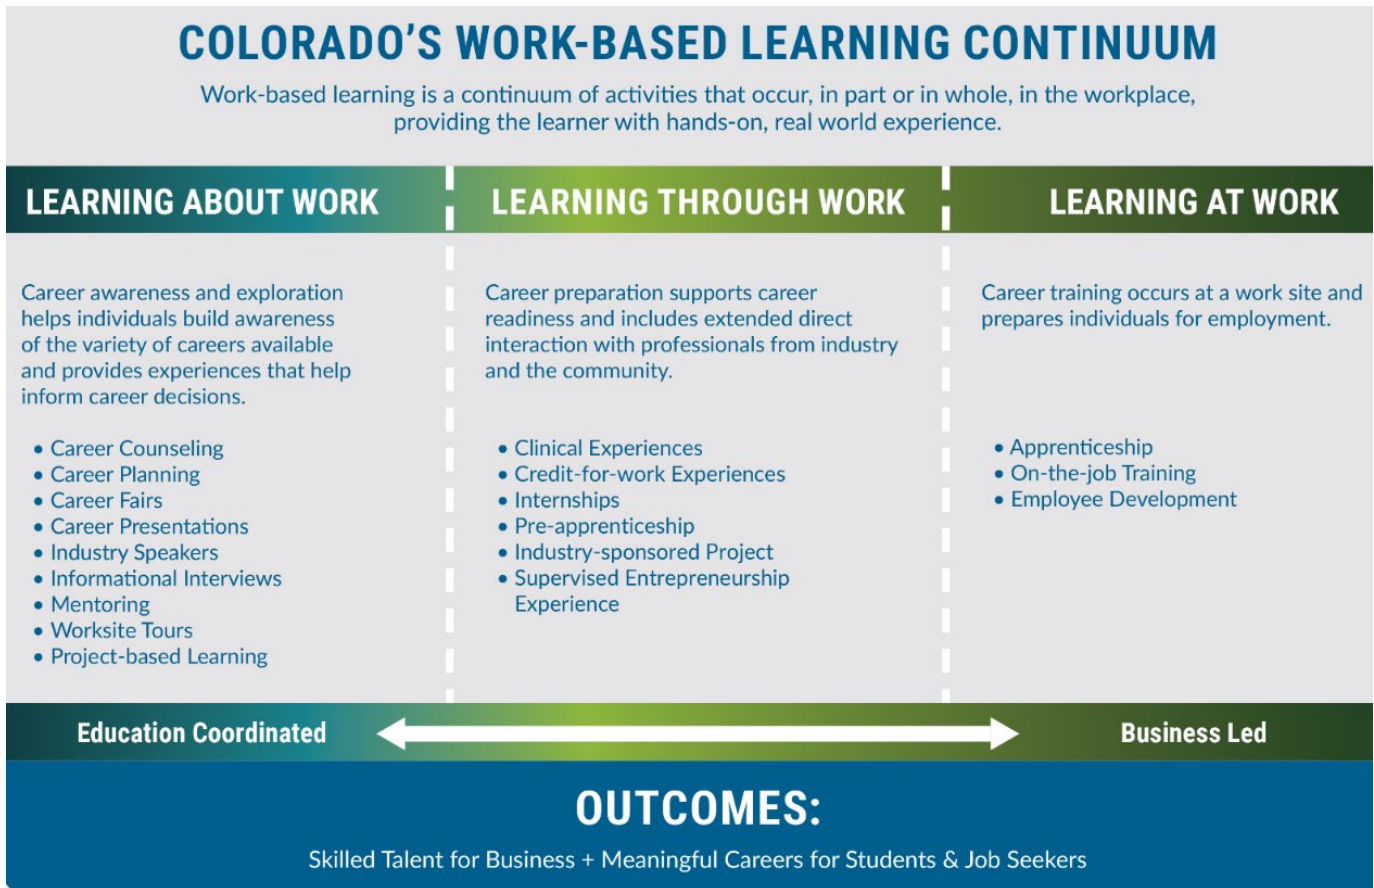 COLORADO'S WORK-BASED LEARNING CONTINUUM
Work-based learning is a continuum of activities that occur, in part or in whole, in the workplace,
providing the learner with hands-on, real world experience.
LEARNING ABOUT WORK
Career awareness and exploration
helps individuals build awareness
of the variety of careers available
and provides experiences that help
inform career decisions.
• Career Counseling
• Career Planning
• Career Fairs
• Career Presentations
• Industry Speakers
• Informational Interviews
• Mentoring
• Worksite Tours
• Project-based Learning
LEARNING THROUGH WORK
Career preparation supports career
readiness and includes extended direct
interaction with professionals from industry
and the community.
• Clinical Experiences
• Credit-for-work Experiences
• Internships
• Pre-apprenticeship
• Industry-sponsored Project
• Supervised Entrepreneurship
Experience
LEARNING AT WORK
Career training occurs at a work site and
prepares individuals for employment.
• Apprenticeship
• On-the-job Training
• Employee Development
Education Coordinated
Business Led
OUTCOMES:
Skilled Talent for Business + Meaningful Careers for Students & Job Seekers